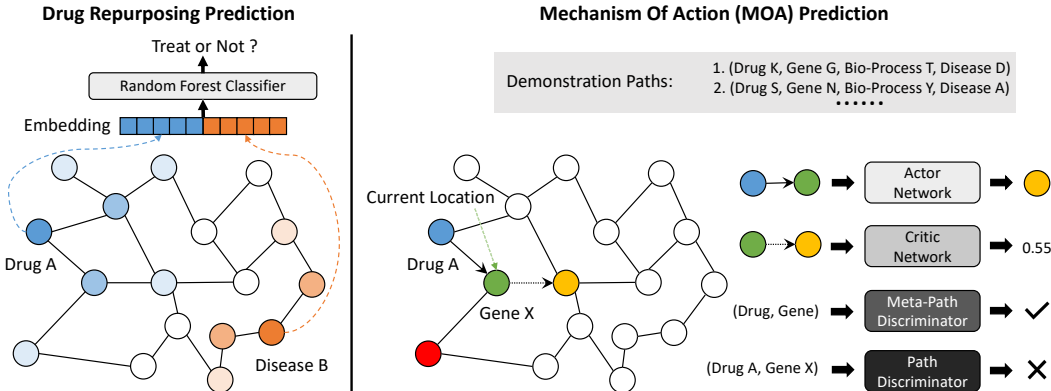 Drug Repurposing Prediction
Treat or Not ?
Random Forest Classifier
Embedding
Drug A
Disease B
Mechanism Of Action (MOA) Prediction
Demonstration Paths:
1. (Drug K, Gene G, Bio-Process T, Disease D)
2. (Drug S, Gene N, Bio-Process Y, Disease A)
......
Current Location
Drug A
Gene X
Actor
Network
Critic
Network
0.55
(Drug, Gene)
Meta-Path
Discriminator
(Drug A, Gene X)
Path
Discriminator